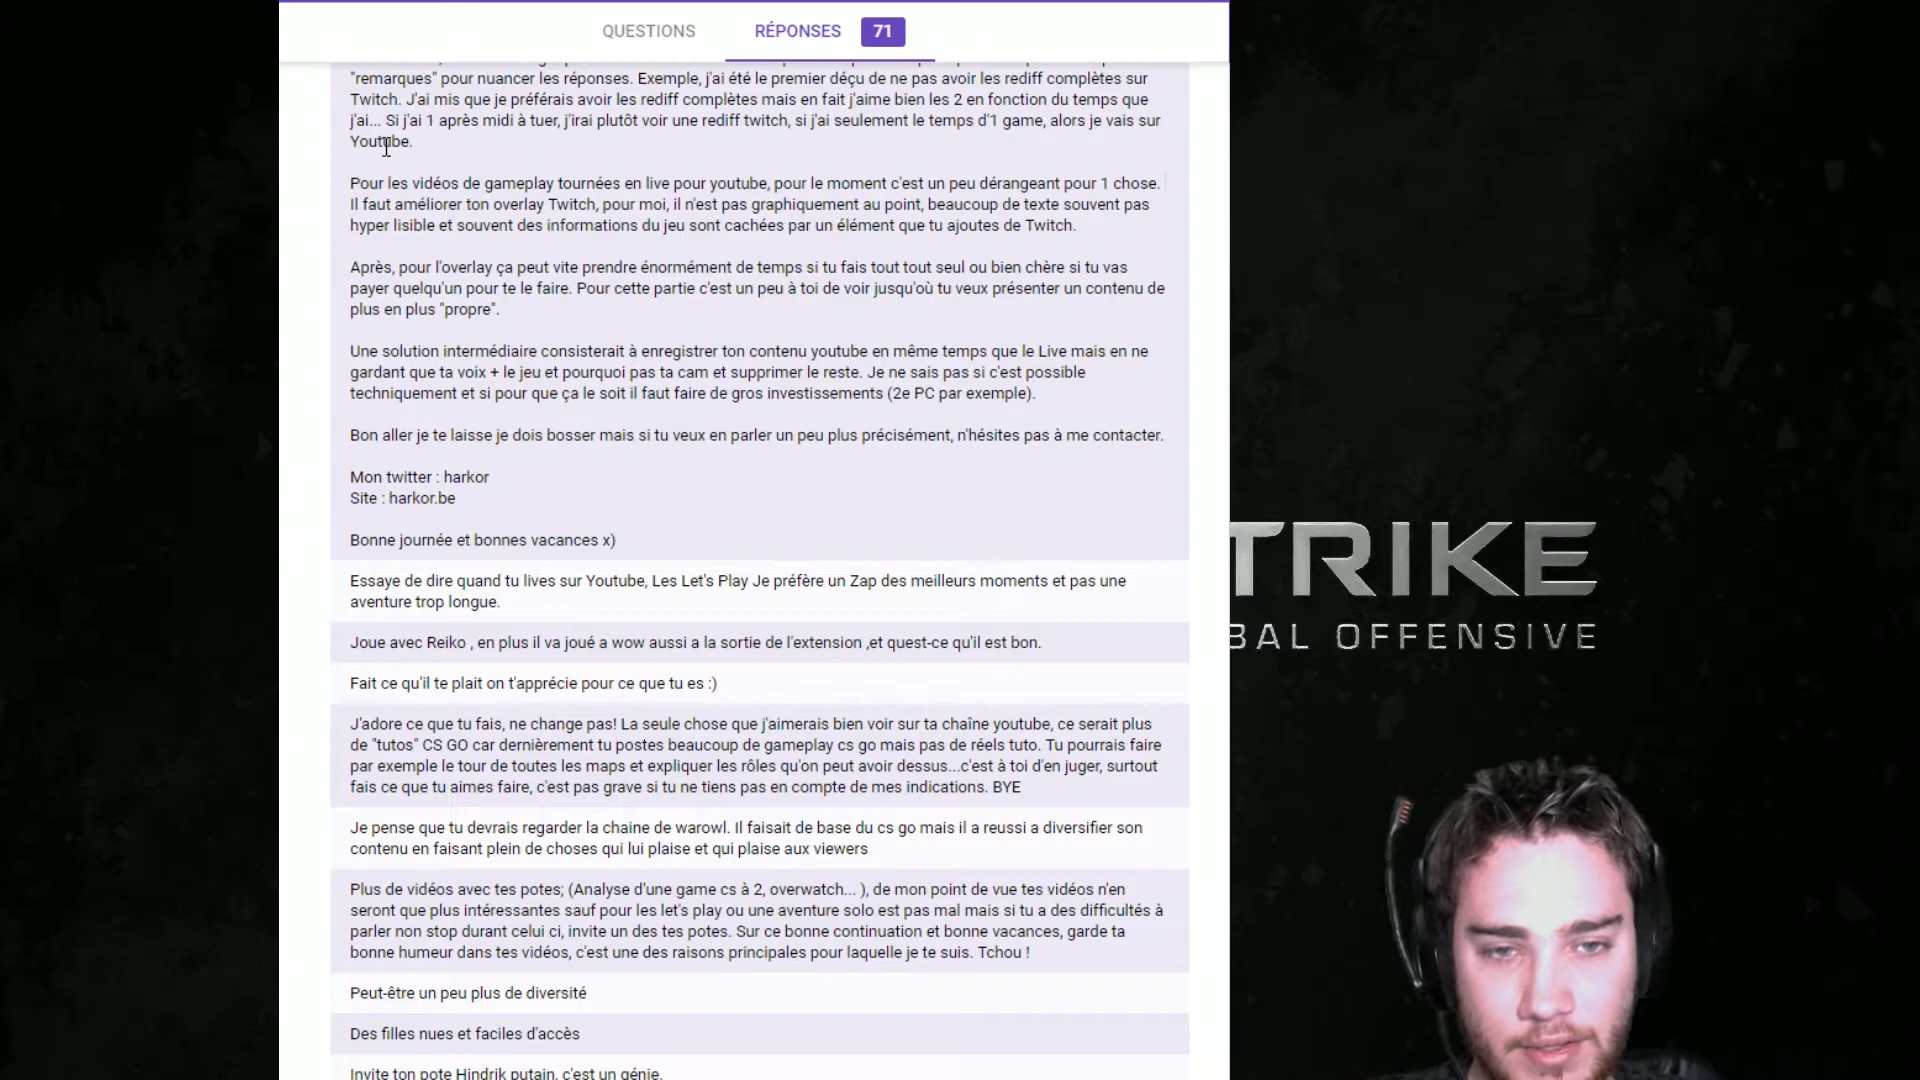 QUESTIONS
RÉPONSES
71
"remarques" pour nuancer les réponses. Exemple, j'ai été le premier déçu de ne pas avoir les rediff complètes sur
Twitch. J'ai mis que je préférais avoir les rediff complètes mais en fait j'aime bien les 2 en fonction du temps que
j'ai... Si j'ai 1 après midi à tuer, j'irai plutôt voir une rediff twitch, si j'ai seulement le temps d'1 game, alors je vais sur
Youtube.
Pour les vidéos de gameplay tournées en live pour youtube, pour le moment c'est un peu dérangeant pour 1 chose.
Il faut améliorer ton overlay Twitch, pour moi, il n'est pas graphiquement au point, beaucoup de texte souvent pas
hyper lisible et souvent des informations du jeu sont cachées par un élément que tu ajoutes de Twitch.
Après, pour l'overlay ça peut vite prendre énormément de temps si tu fais tout tout seul ou bien chère si tu vas
payer quelqu'un pour te le faire. Pour cette partie c'est un peu à toi de voir jusqu'où tu veux présenter un contenu de
plus en plus "propre".
Une solution intermédiaire consisterait à enregistrer ton contenu youtube en même temps que le Live mais en ne
gardant que ta voix + le jeu et pourquoi pas ta cam et supprimer le reste. Je ne sais pas si c'est possible
techniquement et si pour que ça le soit il faut faire de gros investissements (2e PC par exemple).
Bon aller je te laisse je dois bosser mais si tu veux en parler un peu plus précisément, n'hésites pas à me contacter.
Mon twitter : harkor
Site : harkor.be
Bonne journée et bonnes vacances x)
Essaye de dire quand tu lives sur Youtube, Les Let's Play Je préfère un Zap des meilleurs moments et pas une
aventure trop longue.
Joue avec Reiko , en plus il va joué a wow aussi a la sortie de l'extension ,et quest-ce qu'il est bon.
Fait ce qu'il te plait on t'apprécie pour ce que tu es :)
J'adore ce que tu fais, ne change pas! La seule chose que j'aimerais bien voir sur ta chaîne youtube, ce serait plus
de "tutos" CS GO car dernièrement tu postes beaucoup de gameplay cs go mais pas de réels tuto. Tu pourrais faire
par exemple le tour de toutes les maps et expliquer les rôles qu'on peut avoir dessus...c'est à toi d'en juger, surtout
fais ce que tu aimes faire, c'est pas grave si tu ne tiens pas en compte de mes indications. BYE
Je pense que tu devrais regarder la chaine de warowl. Il faisait de base du cs go mais il a reussi a diversifier son
contenu en faisant plein de choses qui lui plaise et qui plaise aux viewers
Plus de vidéos avec tes potes; (Analyse d'une game cs à 2, overwatch... ), de mon point de vue tes vidéos n'en
seront que plus intéressantes sauf pour les let's play ou une aventure solo est pas mal mais si tu a des difficultés à
parler non stop durant celui ci, invite un des tes potes. Sur ce bonne continuation et bonne vacances, garde ta
bonne humeur dans tes vidéos, c'est une des raisons principales pour laquelle je te suis. Tchou !
Peut-être un peu plus de diversité
Des filles nues et faciles d'accès
Invite ton pote Hindrik putain, c'est un génie.
TRIKE
BAL OFFENSIVE